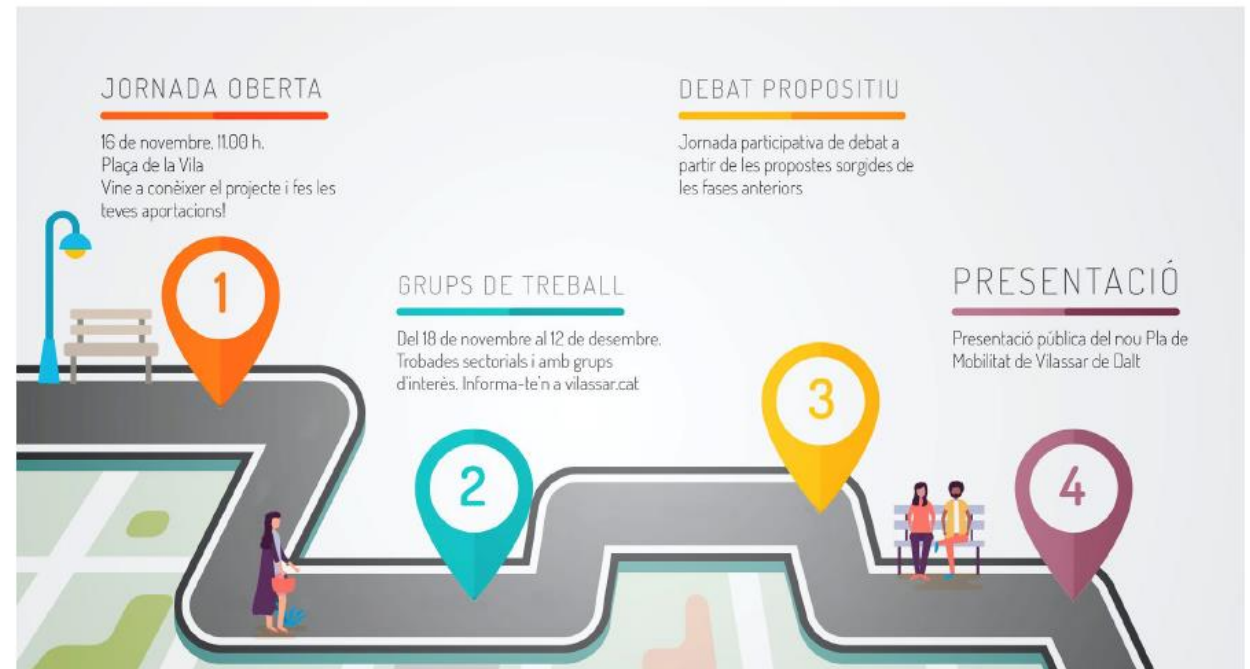 JORNADA OBERTA
16 de novembre, 11.00 h.
Plaça de la Vila
Vine a conèixer el projecte i fes les
teves aportacions!
1
GRUPS DE TREBALL
Del 18 de novembre al 12 de desembre.
Trobades sectorials i amb grups
d'interès. Informa-te'n a vilassar.cat
2
DEBAT PROPOSITIU
Jornada participativa de debat a
partir de les propostes sorgides de
les fases anteriors
3
PRESENTACIÓ
Presentació pública del nou Pla de
Mobilitat de Vilassar de Dalt
4